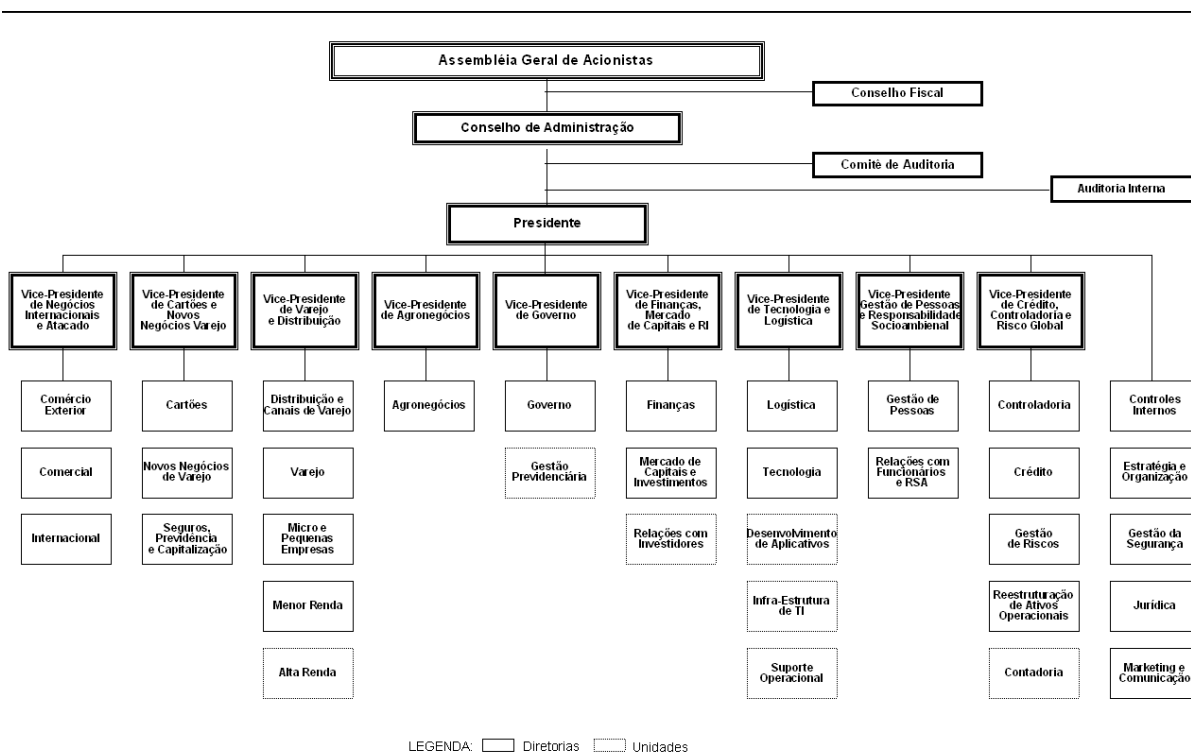 Assembléia Geral de Acionistas
Conselho Fiscal
Conselho de Administração
Comitê de Auditoria
Auditoria Interna
Presidente
Vice-Presidente
de Negócios
Internacionais
e Atacado
Vice-Presidente
de Cartões e
Novos
Negócios Varejo
Vice-Presidente
de Varejo
e Distribuição
Vice-Presidente
de Agronegócios
Vice-Presidente
de Governo
Vice-Presidente
de Finanças,
Mercado
de Capitais e RI
Vice-Presidente
de Tecnologia e
Logística
Vice-Presidente
Gestão de Pessoas
e Responsabilidade
Socioambienal
Vice-Presidente
de Crédito,
Controladoria e
Risco Global
Comércio
Exterior
Cartões
Distribuição e
Canais de Varejo
Agronegócios
Governo
Finanças
Logística
Gestão de
Pessoas
Controladoria
Controles
Internos
Comercial
Novos Negócios
de Varejo
Varejo
Gestão
Previdenciária
Mercado de
Capitais e
Investimentos
Tecnologia
Relações com
Funcionários
e RSA
Crédito
Estratégia e
Organização
Internacional
Seguros,
Previdência
e Capitalização
Micro e
Pequenas
Empresas
Relações com
Investidores
Desenvolvimento
de Aplicativos
Gestão
de Riscos
Gestão da
Segurança
Menor Renda
Infra-Estrutura
de TI
Reestruturação
de Ativos
Operacionais
Jurídica
Alta Renda
Suporte
Operacional
Contadoria
Marketing e
Comunicação
LEGENDA: Diretorias Unidades